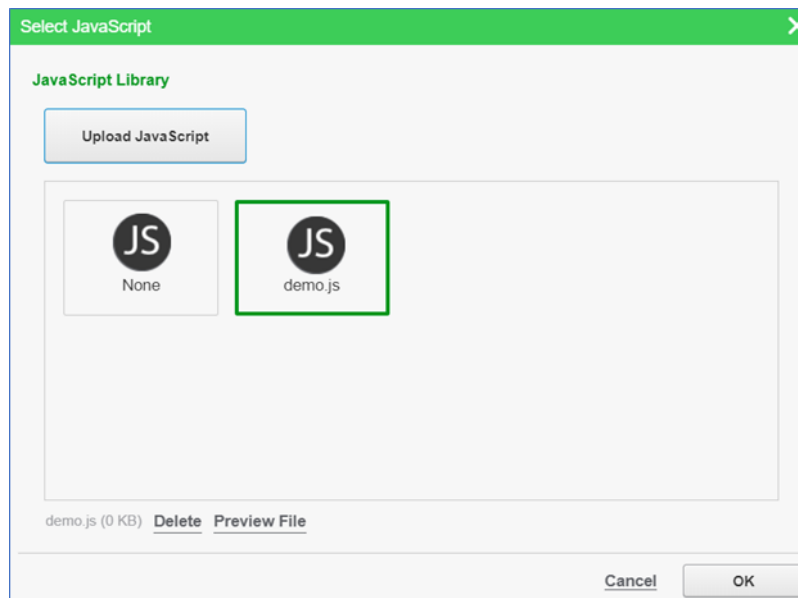 Select JavaScript
JavaScript Library
Upload JavaScript
JS JS
None demo.js
demo.js (0 KB) Delete Preview File
Cancel OK